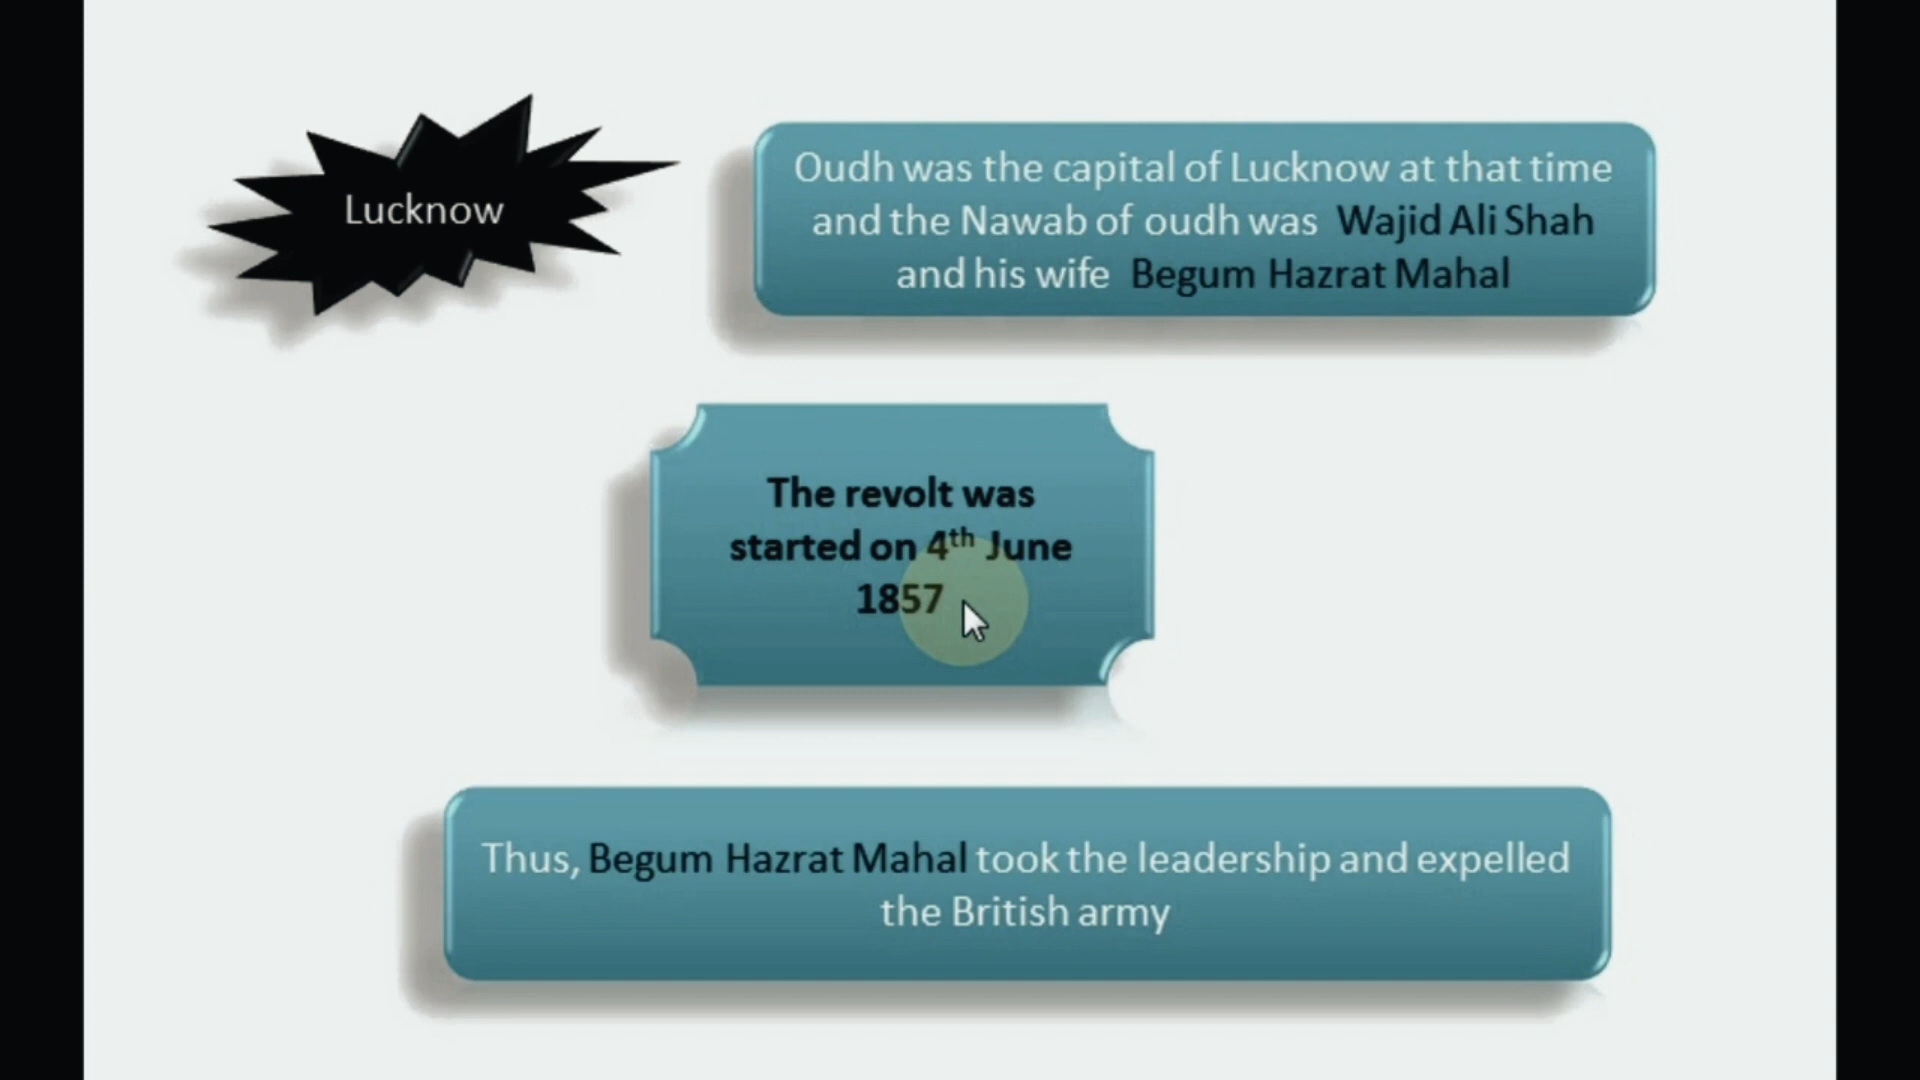 Lucknow
Oudh was the capital of Lucknow at that time
and the Nawab of oudh was Wajid Ali Shah
and his wife Begum Hazrat Mahal
The revolt was
started on 4th June
1857
Thus, Begum Hazrat Mahal took the leadership and expelled
the British army